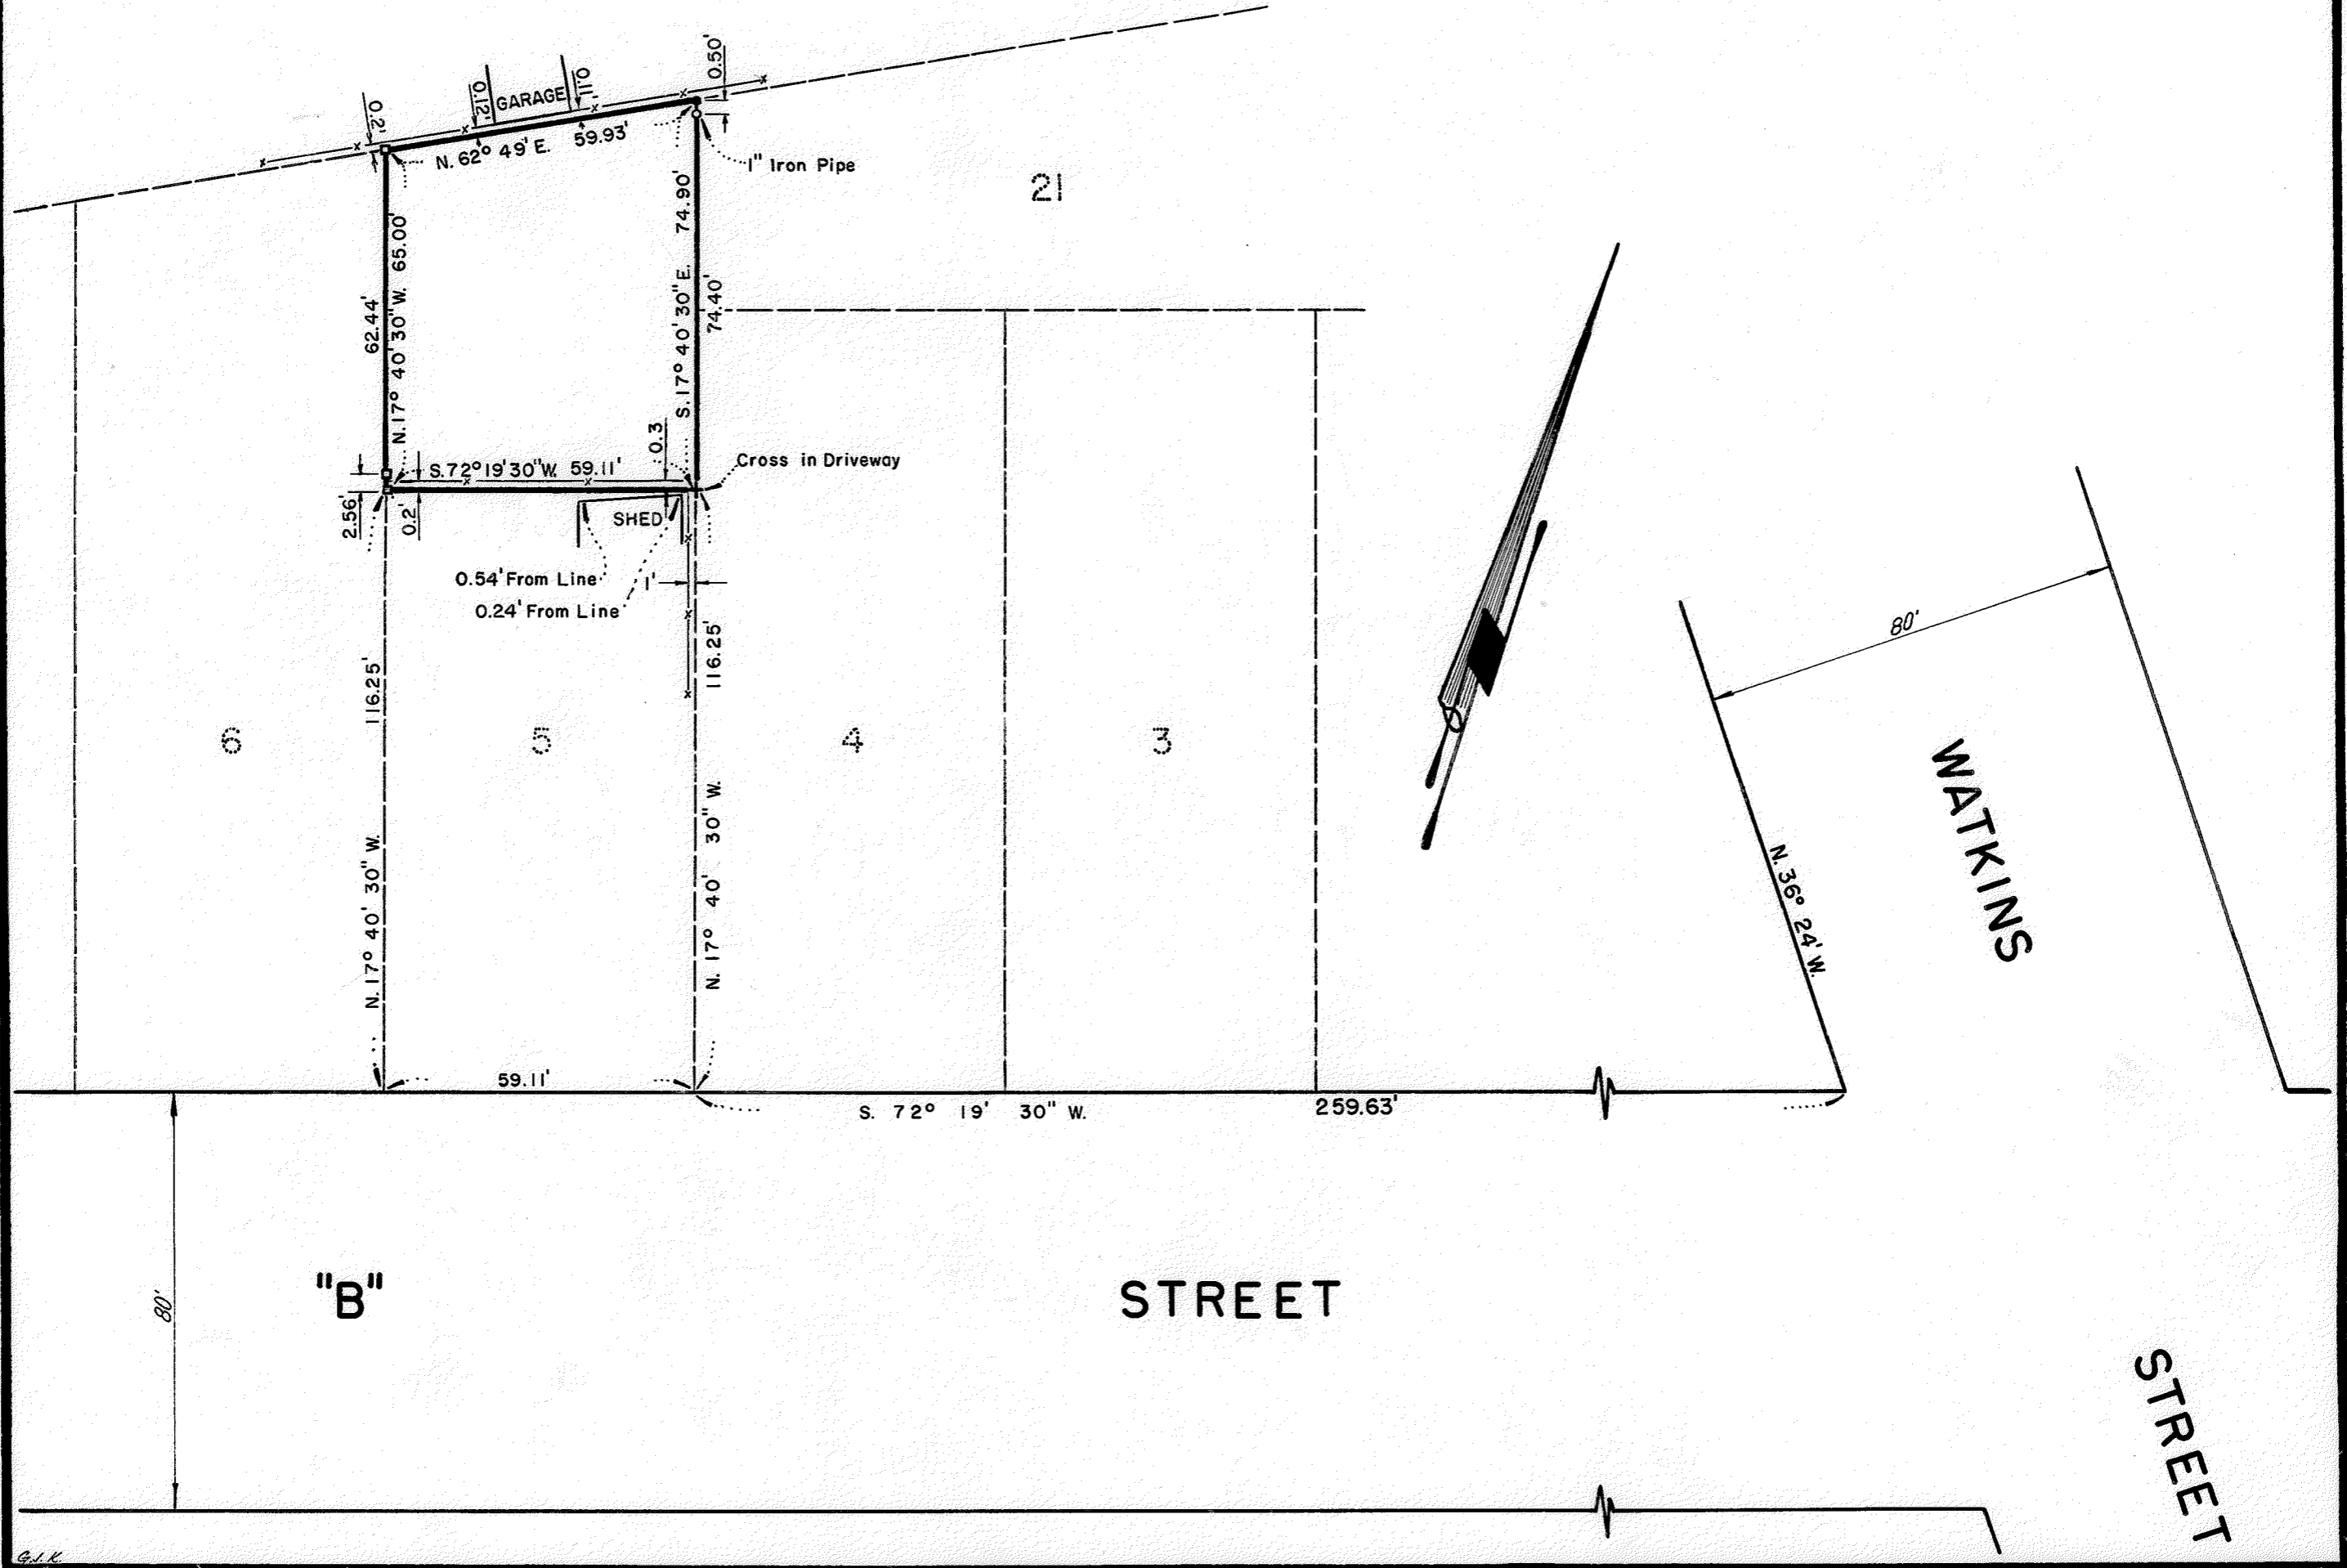 0.50'
0.2'
0.12'
GARAGE
0.11'
N. 62° 49' E. 59.93'
1" Iron Pipe
21
62.44'
N. 17° 40' 30" W. 65.00'
S. 17° 40' 30" E. 74.90'
74.40'
0.3
S. 72° 19' 30" W. 59.11'
Cross in Driveway
2.56'
0.2'
SHED
0.54' From Line
0.24' From Line
1'
116.25'
116.25'
6
5
4
3
N. 17° 40' 30" W.
N. 17° 40' 30" W.
59.11'
S. 72° 19' 30" W.
259.63'
80'
N. 36° 24' W.
WATKINS
STREET
80'
"B"
STREET
G.J.K.